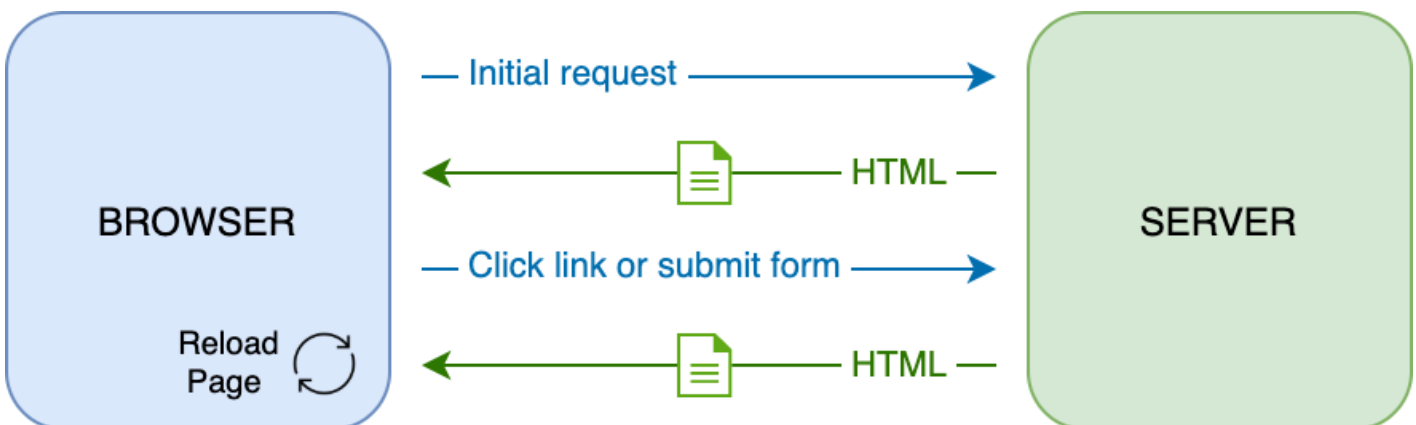 Initial request
HTML
BROWSER
SERVER
Click link or submit form
Reload
Page
HTML